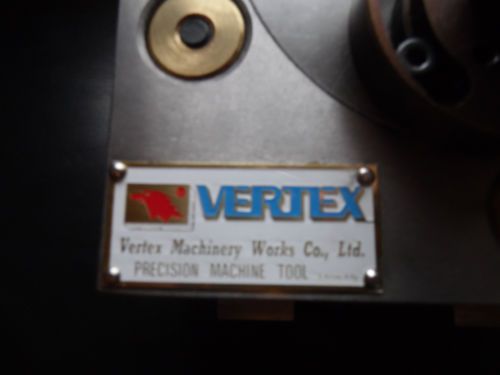 VERTEX
Vertex Machinery Works Co., Ltd.
PRECISION MACHINE TOOL